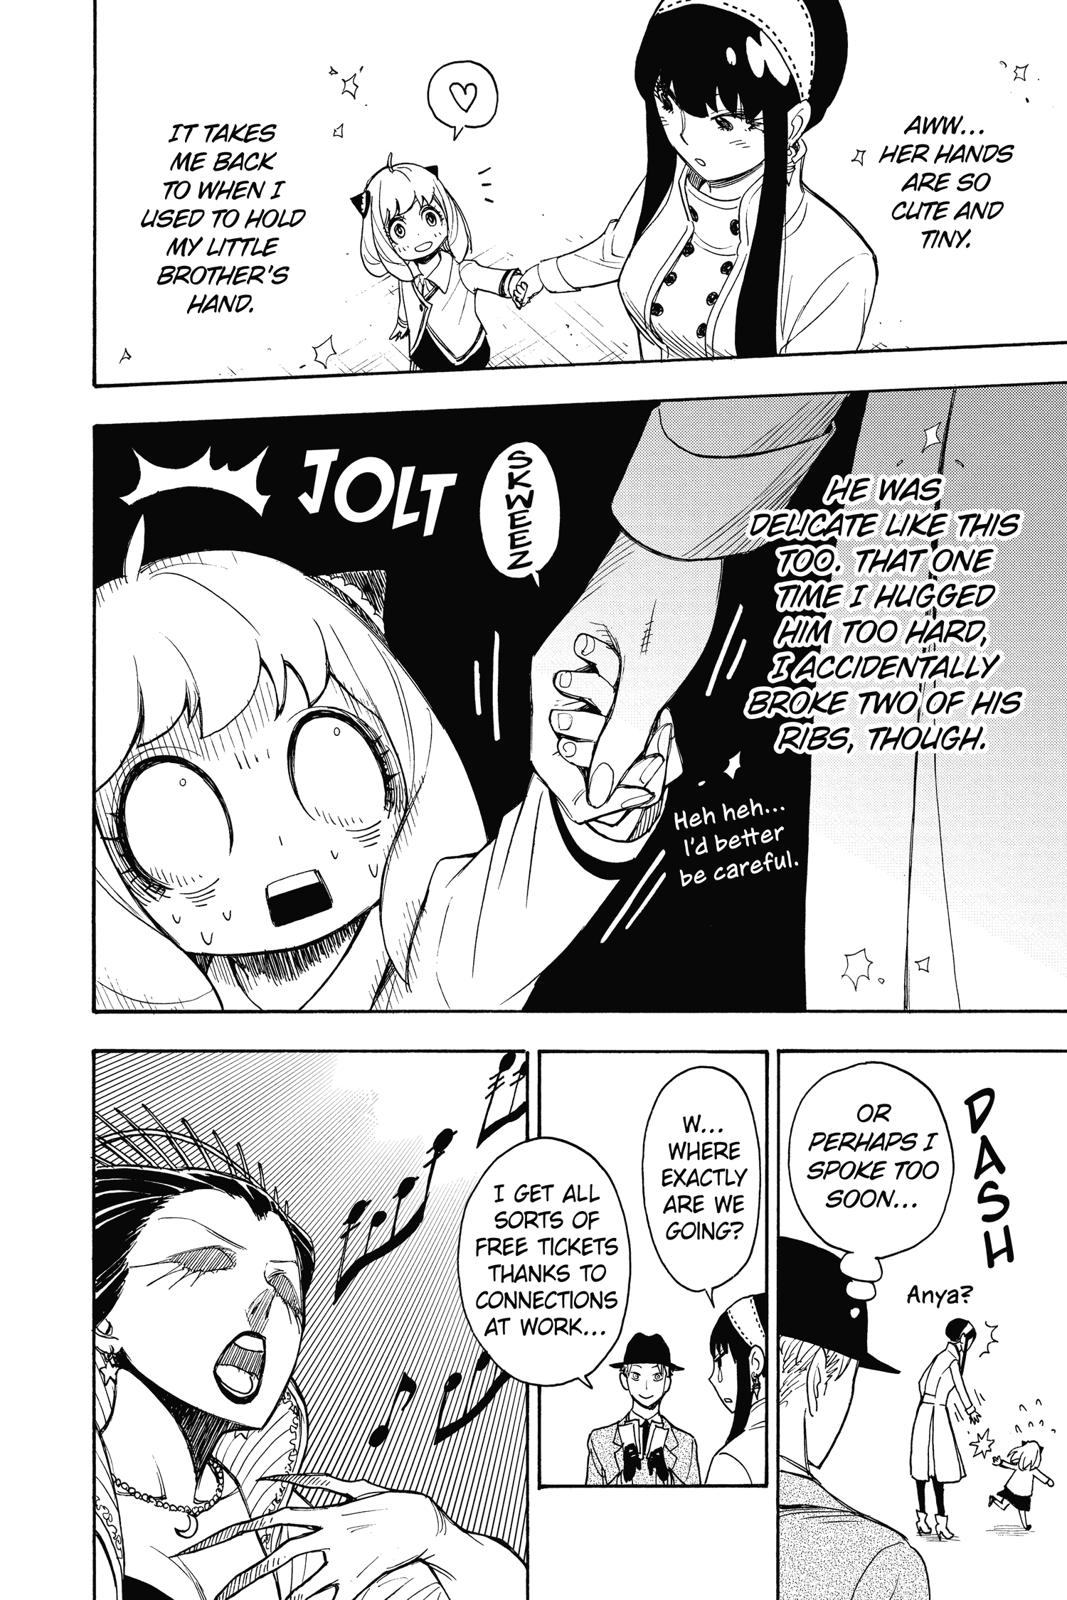 AWW...
HER HANDS
ARE SO
CUTE AND
TINY.
IT TAKES
ME BACK
TO WHEN I
USED TO HOLD
MY LITTLE
BROTHER'S
HAND.
HE WAS
DELICATE LIKE THIS
TOO. THAT ONE
TIME I HUGGED
HIM TOO HARD,
I ACCIDENTALLY
BROKE TWO OF HIS
RIBS, THOUGH.
SKWEEZ
JOLT
Heh heh...
I'd better
be careful.
DASH
OR
PERHAPS I
SPOKE TOO
SOON...
Anya?
W...
WHERE
EXACTLY
ARE WE
GOING?
I GET ALL
SORTS OF
FREE TICKETS
THANKS TO
CONNECTIONS
AT WORK...